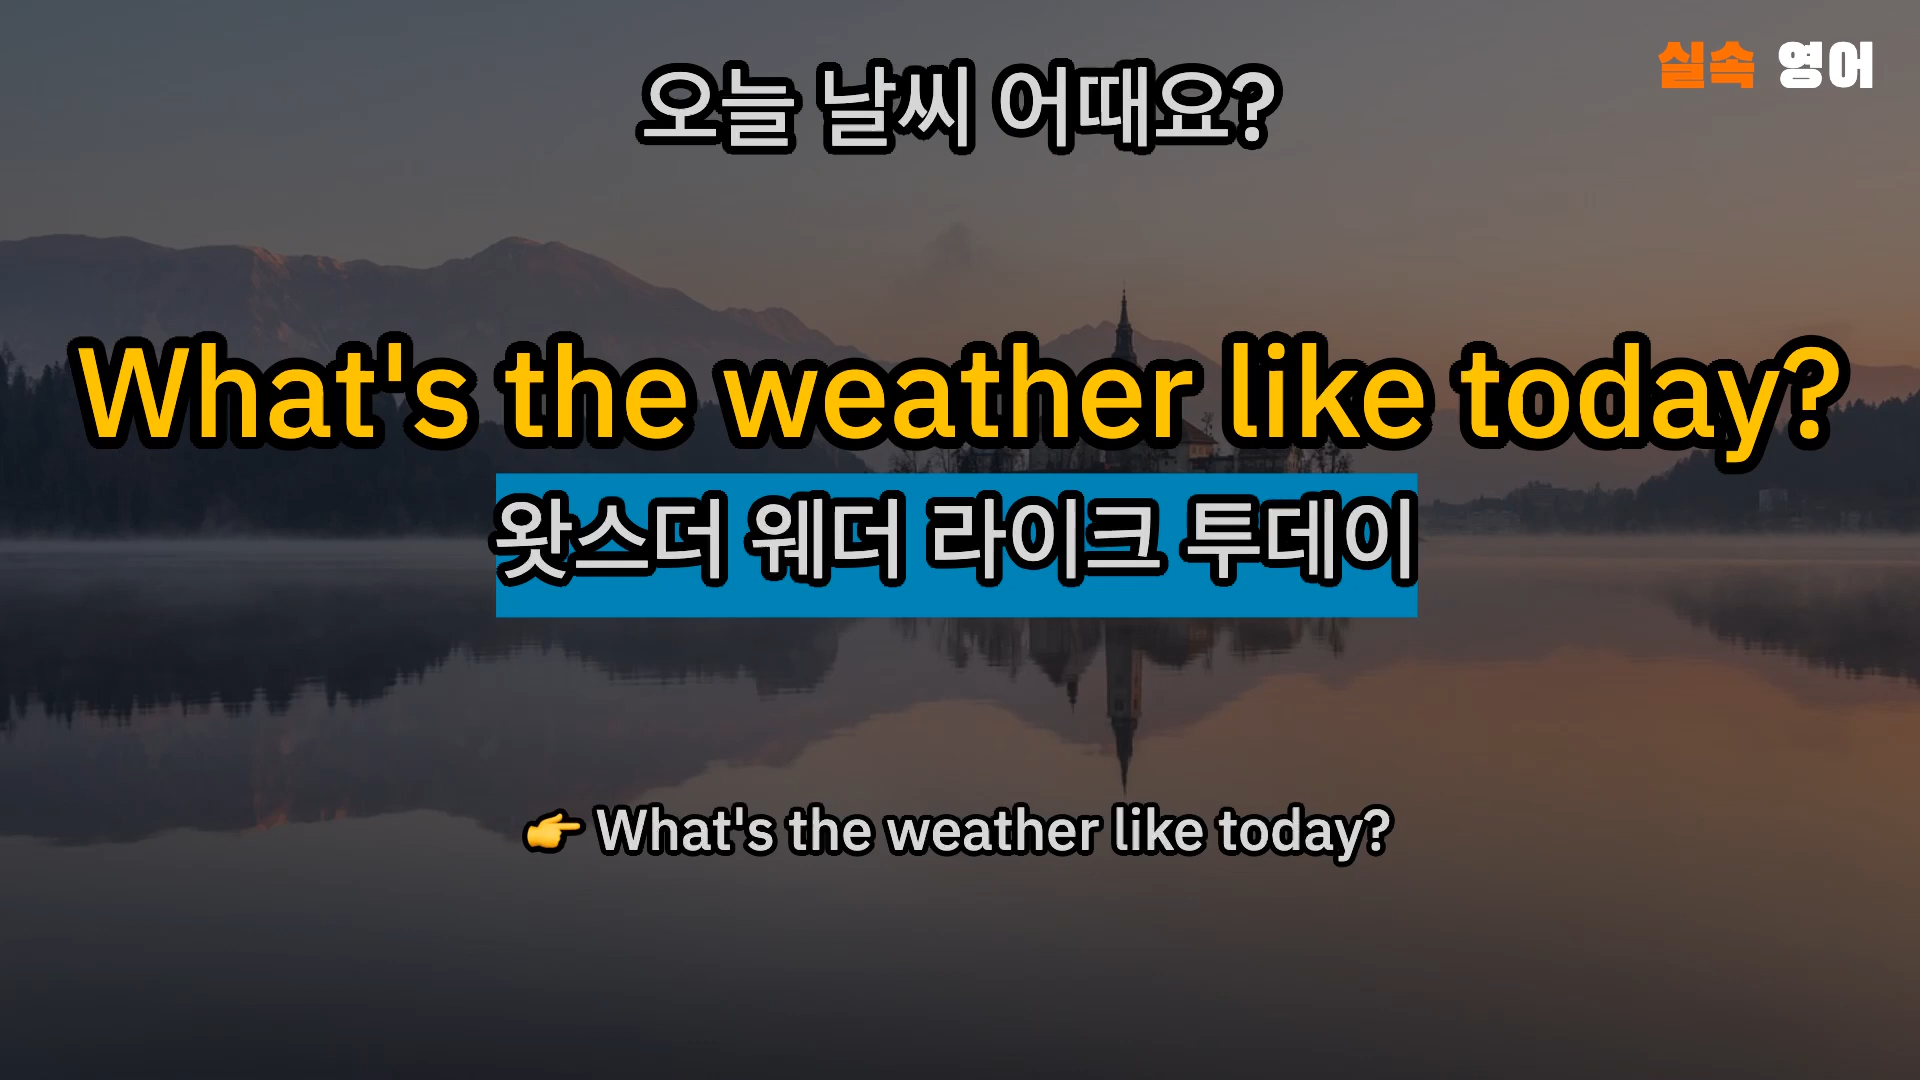 실속 영어
오늘 날씨 어때요?
What's the weather like today?
왓스더 웨더 라이크 투데이
👉 What's the weather like today?